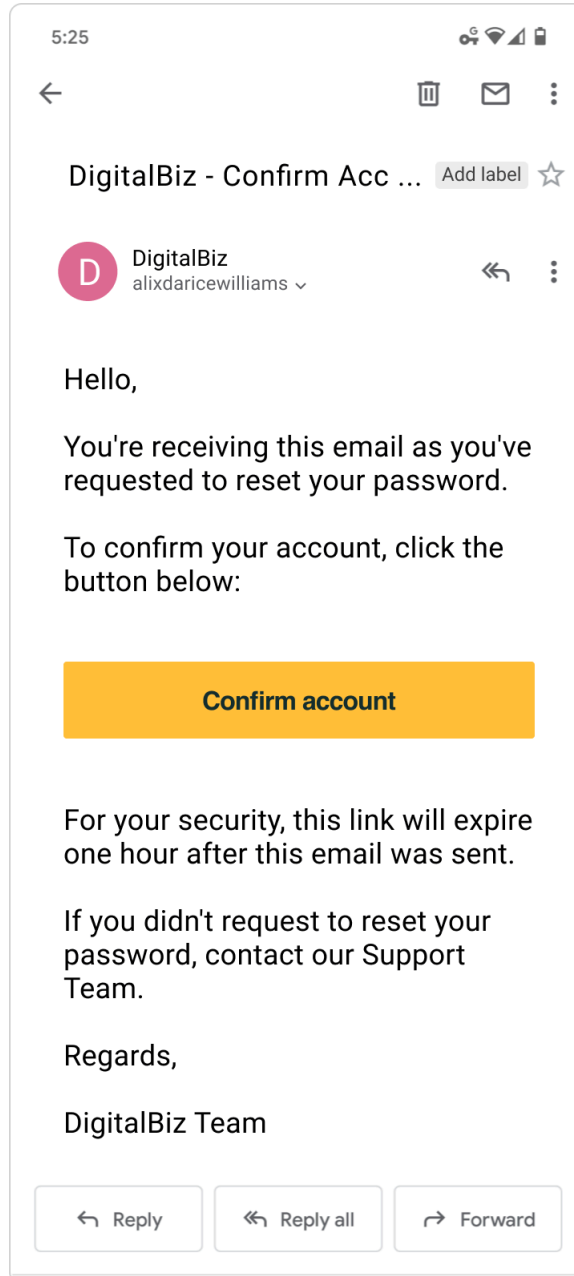 5:25
DigitalBiz - Confirm Acc ... Add label
D
DigitalBiz
alixdaricewilliams
Hello,
You're receiving this email as you've
requested to reset your password.
To confirm your account, click the
button below:
Confirm account
For your security, this link will expire
one hour after this email was sent.
If you didn't request to reset your
password, contact our Support
Team.
Regards,
DigitalBiz Team
Reply Reply all Forward